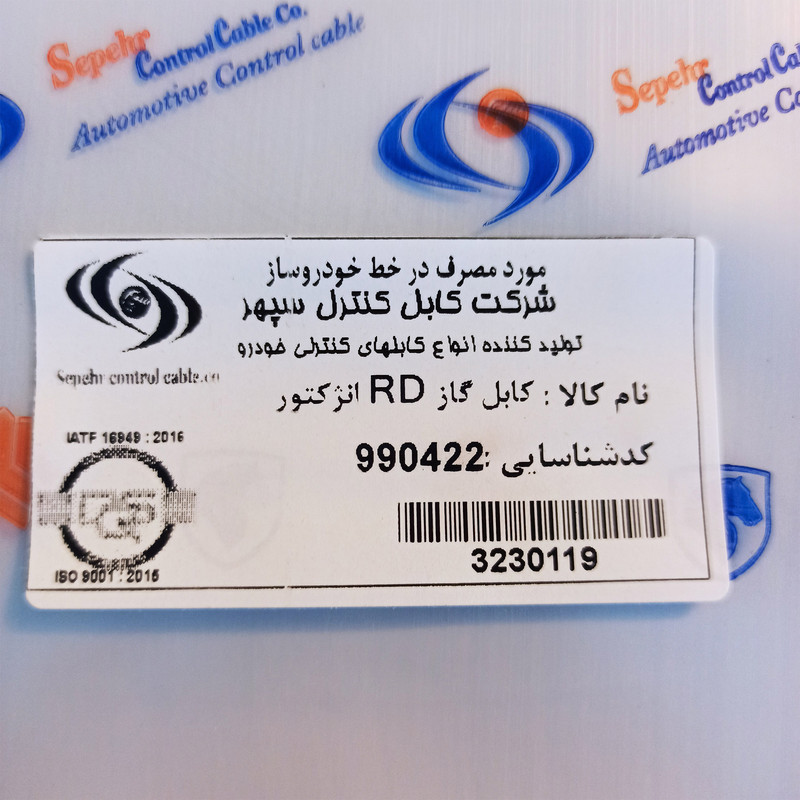 Sepehr Control Cable Co.
Automotive Control cable
Sepehr Control Ca
Automotive Co
مورد مصرف در خط خودروساز
شرکت کابل کنترل سپهر
تولید کننده انواع کابلهای کنترلی خودرو
Sepehr control cable.co
نام کالا : کابل گاز RD انژکتور
IATF 16949 : 2016
کدشناسایی :990422
3230119
ISO 9001 : 2015